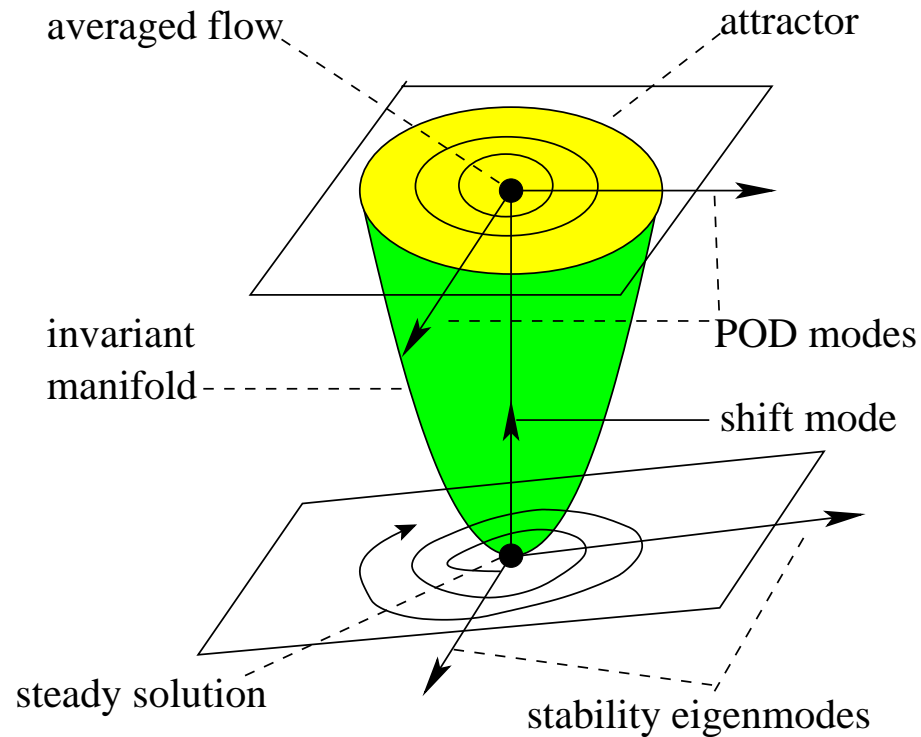 averaged flow
attractor
invariant
manifold
POD modes
shift mode
steady solution
stability eigenmodes